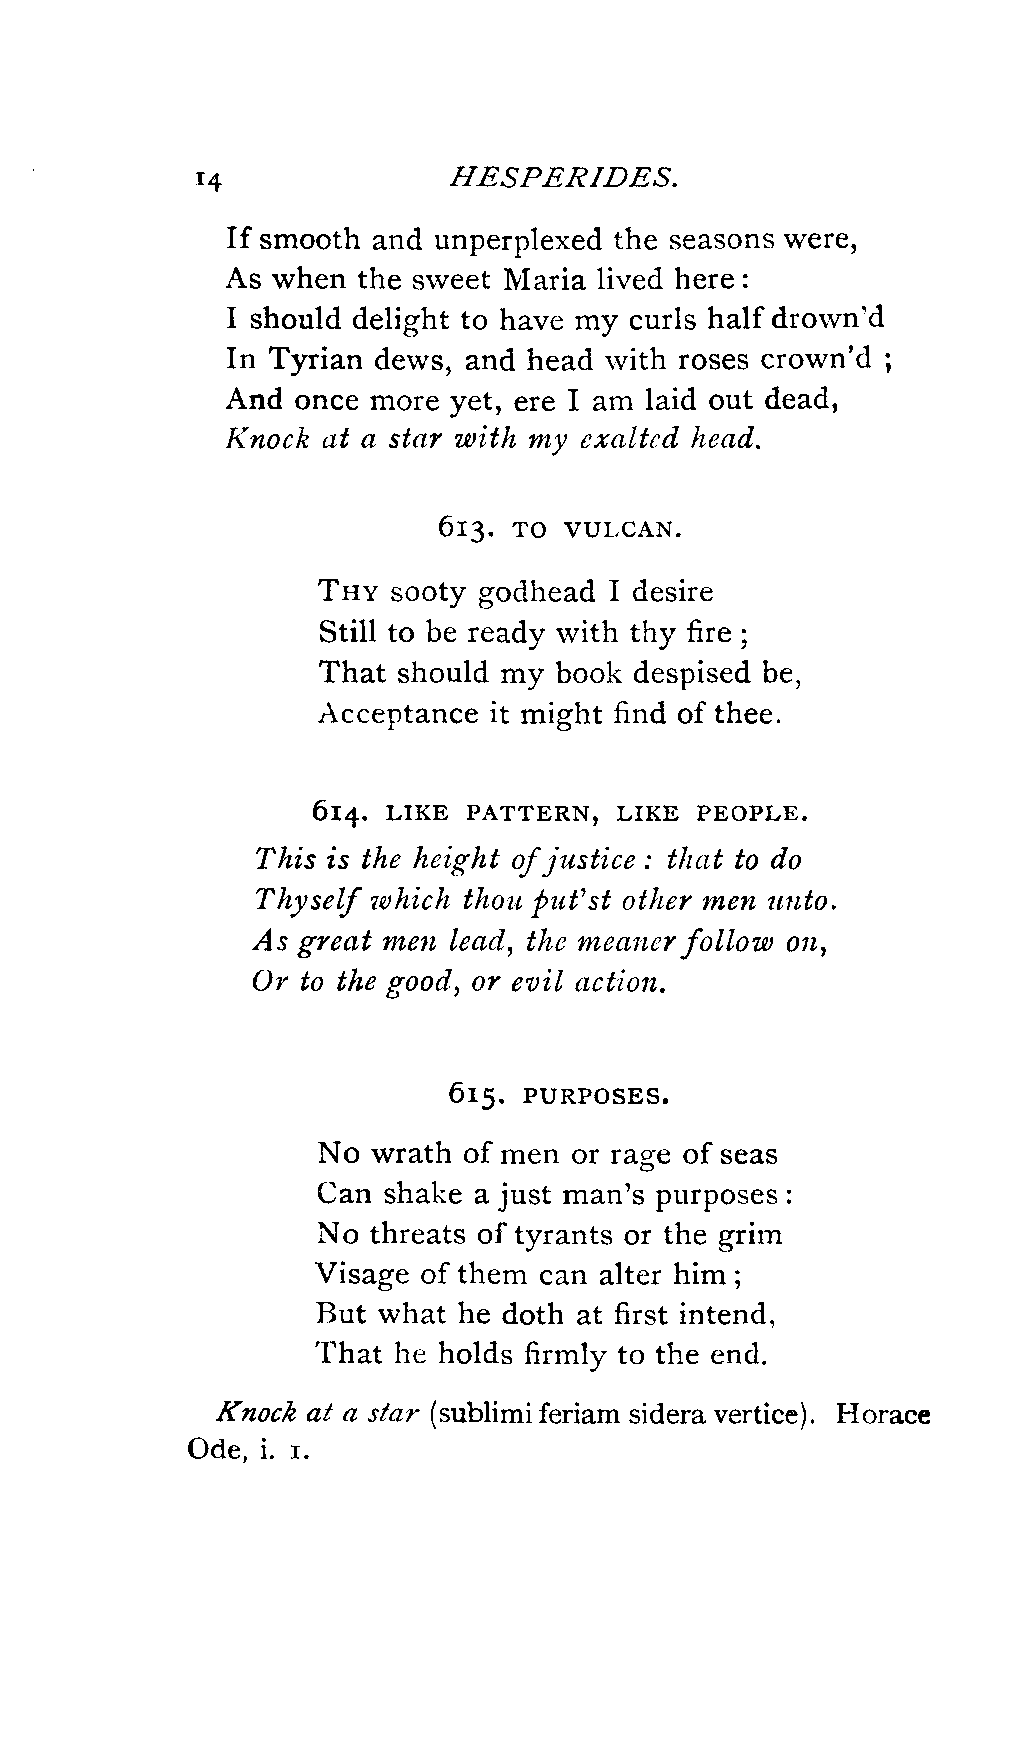 14 HESPERIDES.
If smooth and unperplexed the seasons were,
As when the sweet Maria lived here :
I should delight to have my curls half drown'd
In Tyrian dews, and head with roses crown'd ;
And once more yet, ere I am laid out dead,
Knock at a star with my exalted head.
613. TO VULCAN.
THY sooty godhead I desire
Still to be ready with thy fire ;
That should my book despised be,
Acceptance it might find of thee.
614. LIKE PATTERN, LIKE PEOPLE.
This is the height of justice : that to do
Thyself which thou put'st other men unto.
As great men lead, the meaner follow on,
Or to the good, or evil action.
615. PURPOSES.
No wrath of men or rage of seas
Can shake a just man's purposes :
No threats of tyrants or the grim
Visage of them can alter him ;
But what he doth at first intend,
That he holds firmly to the end.
Knock at a star (sublimi feriam sidera vertice). Horace
Ode, i. 1.